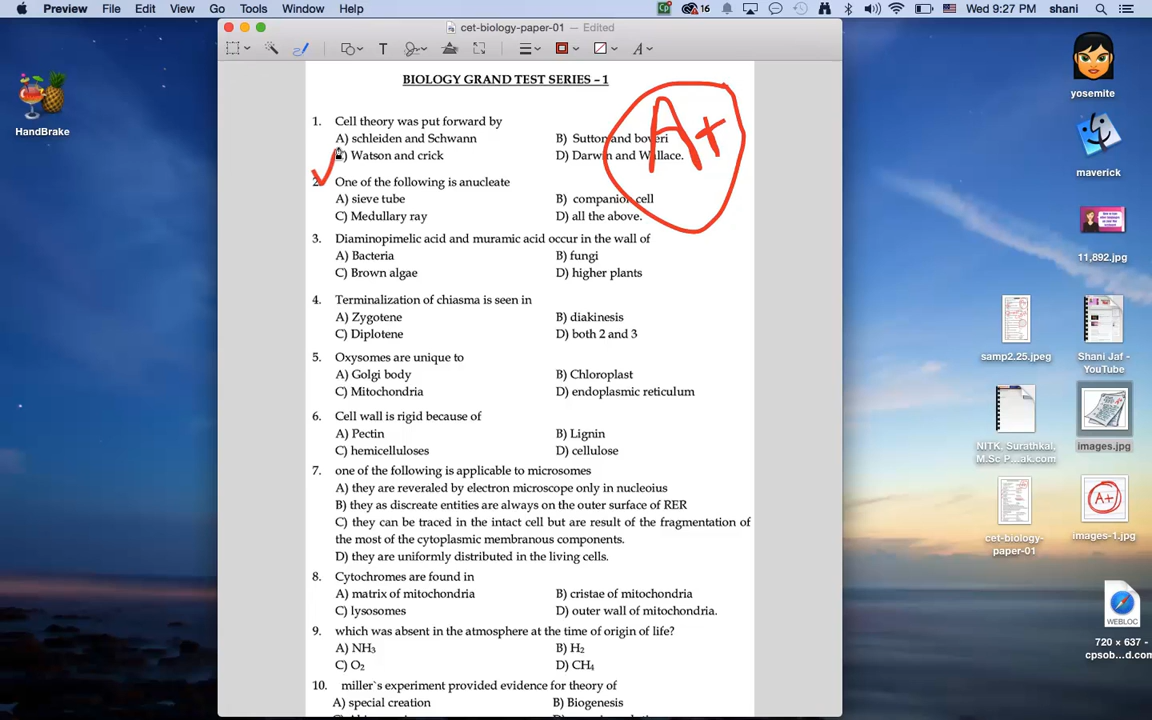 Preview File Edit View Go Tools Window Help
16
Wed 9:27 PM shani
cet-biology-paper-01 — Edited
BIOLOGY GRAND TEST SERIES – 1
A+
1. Cell theory was put forward by
A) schleiden and Schwann B) Sutton and boveri
C) Watson and crick D) Darwin and Wallace.
2. One of the following is anucleate
A) sieve tube B) companion cell
C) Medullary ray D) all the above.
3. Diaminopimelic acid and muramic acid occur in the wall of
A) Bacteria B) fungi
C) Brown algae D) higher plants
4. Terminalization of chiasma is seen in
A) Zygotene B) diakinesis
C) Diplotene D) both 2 and 3
5. Oxysomes are unique to
A) Golgi body B) Chloroplast
C) Mitochondria D) endoplasmic reticulum
6. Cell wall is rigid because of
A) Pectin B) Lignin
C) hemicelluloses D) cellulose
7. one of the following is applicable to microsomes
A) they are reveraled by electron microscope only in nucleoius
B) they as discreate entities are always on the outer surface of RER
C) they can be traced in the intact cell but are result of the fragmentation of
the most of the cytoplasmic membranous components.
D) they are uniformly distributed in the living cells.
8. Cytochromes are found in
A) matrix of mitochondria B) cristae of mitochondria
C) lysosomes D) outer wall of mitochondria.
9. which was absent in the atmosphere at the time of origin of life?
A) NH₃ B) H₂
C) O₂ D) CH₄
10. miller`s experiment provided evidence for theory of
A) special creation B) Biogenesis
HandBrake
yosemite
maverick
11,892.jpg
samp2.25.jpeg
Shani Jaf -
YouTube
NITK, Surathkal,
M.Sc P...ak.com
images.jpg
cet-biology-
paper-01
A+
images-1.jpg
WEBLOG
720 × 637 -
cpsob...d.com